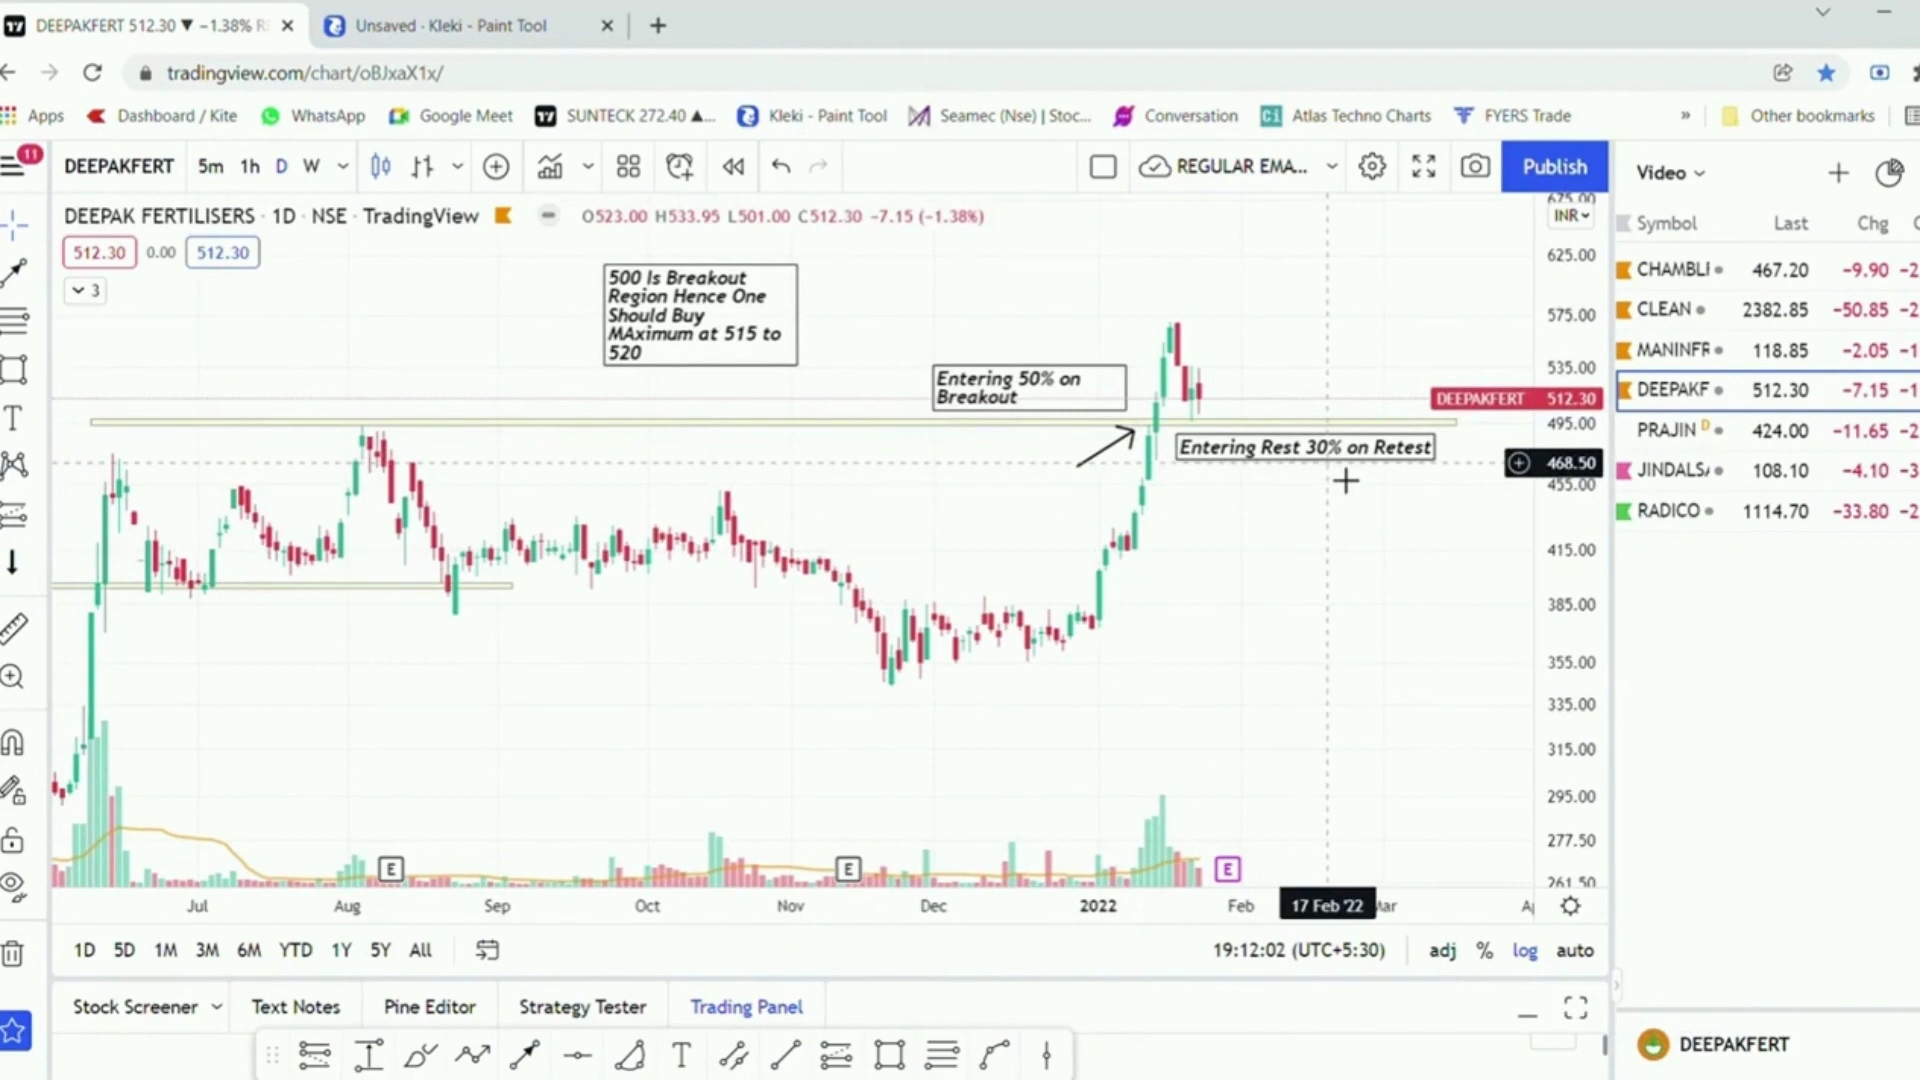 DEEPAKFERT 512.30 ▼ −1.38%
Unsaved · Kleki - Paint Tool
tradingview.com/chart/oBJxaX1x/
Apps
Dashboard / Kite
WhatsApp
Google Meet
SUNTECK 272.40 ▲...
Kleki - Paint Tool
Seamec (Nse) | Stoc...
Conversation
Atlas Techno Charts
FYERS Trade
»
Other bookmarks
11
DEEPAKFERT
5m 1h D W
REGULAR EMA...
Publish
Video
DEEPAK FERTILISERS · 1D · NSE · TradingView
O523.00 H533.95 L501.00 C512.30 −7.15 (−1.38%)
512.30 0.00 512.30
3
500 Is Breakout
Region Hence One
Should Buy
MAximum at 515 to
520
Entering 50% on
Breakout
Entering Rest 30% on Retest
675.00
INR
625.00
575.00
535.00
DEEPAKFERT 512.30
495.00
468.50
455.00
415.00
385.00
355.00
335.00
315.00
295.00
277.50
261.50
E
E
E
Jul Aug Sep Oct Nov Dec 2022 Feb 17 Feb '22
1D 5D 1M 3M 6M YTD 1Y 5Y All
19:12:02 (UTC+5:30)
adj % log auto
Stock Screener
Text Notes
Pine Editor
Strategy Tester
Trading Panel
Symbol Last Chg
CHAMBLI 467.20 −9.90
CLEAN 2382.85 −50.85
MANINFR 118.85 −2.05
DEEPAKF 512.30 −7.15
PRAJIN D 424.00 −11.65
JINDALS 108.10 −4.10
RADICO 1114.70 −33.80
DEEPAKFERT